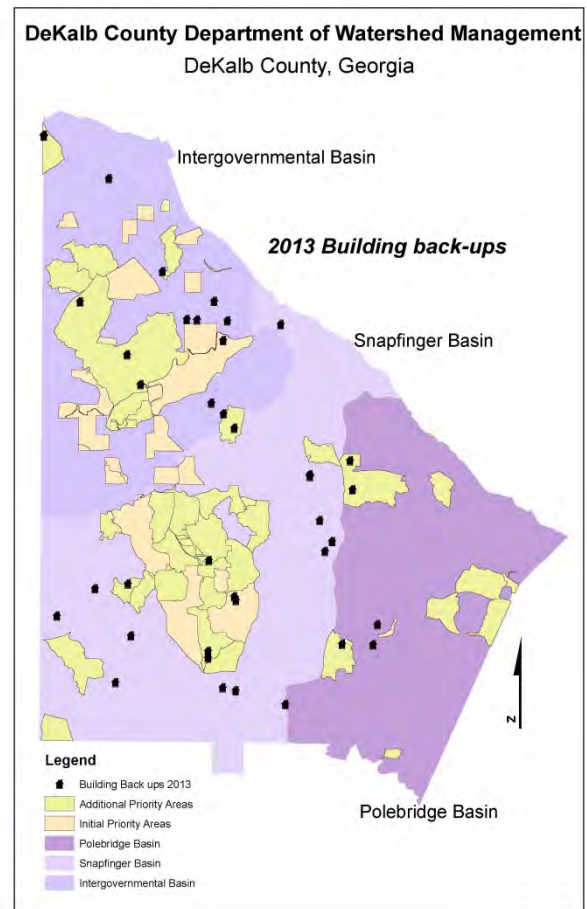 DeKalb County Department of Watershed Management
DeKalb County, Georgia
Intergovernmental Basin
2013 Building back-ups
Snapfinger Basin
Z
Legend
Building Back ups 2013
Additional Priority Areas
Initial Priority Areas
Polebridge Basin
Snapfinger Basin
Intergovernmental Basin
Polebridge Basin